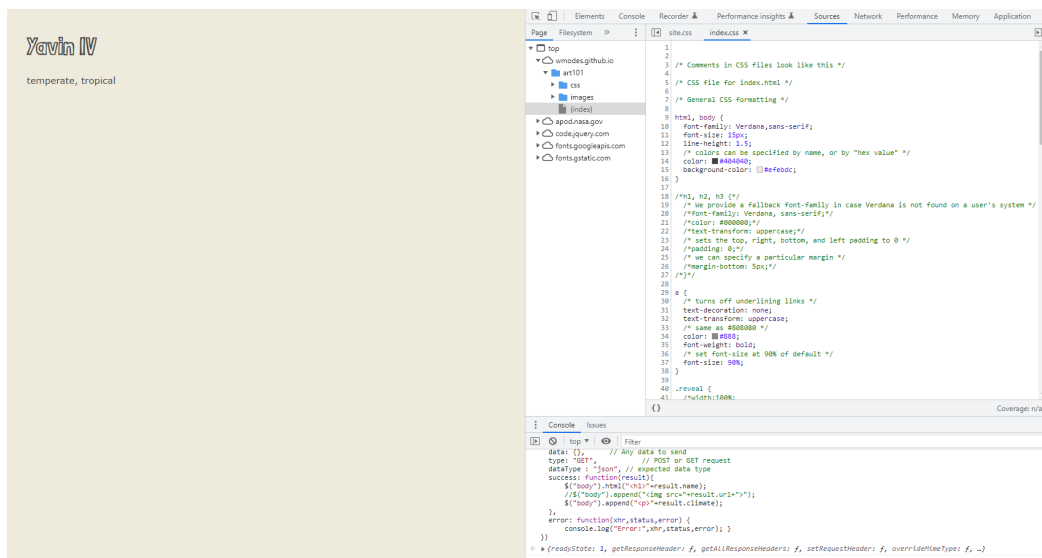 Yavin IV
temperate, tropical
Elements Console Recorder Performance insights Sources Network Performance Memory Application
Page Filesystem »
top
wmodes.github.io
art101
css
images
(index)
apod.nasa.gov
code.jquery.com
fonts.googleapis.com
fonts.gstatic.com
site.css index.css ×
1
2
3 /* Comments in CSS files look like this */
4
5 /* CSS file for index.html */
6
7 /* General CSS formatting */
8
9 html, body {
10 font-family: Verdana,sans-serif;
11 font-size: 15px;
12 line-height: 1.5;
13 /* colors can be specified by name, or by "hex value" */
14 color: #404040;
15 background-color: #efebdc;
16 }
17
18 /*h1, h2, h3 {*/
19 /* We provide a fallback font-family in case Verdana is not found on a user's system */
20 /*font-family: Verdana, sans-serif;*/
21 /*color: #000000;*/
22 /*text-transform: uppercase;*/
23 /* sets the top, right, bottom, and left padding to 0 */
24 /*padding: 0;*/
25 /* we can specify a particular margin */
26 /*margin-bottom: 5px;*/
27 /*}*/
28
29 a {
30 /* turns off underlining links */
31 text-decoration: none;
32 text-transform: uppercase;
33 /* same as #808080 */
34 color: #888;
35 font-weight: bold;
36 /* set font-size at 90% of default */
37 font-size: 90%;
38 }
39
40 .reveal {
41 /*width:100%;
{} Coverage: n/a
Console Issues
top ▼ Filter
data: {}, // Any data to send
type: "GET", // POST or GET request
dataType : "json", // expected data type
success: function(result){
$("body").html("<h1>"+result.name);
//$("body").append("<img src="+result.url+">");
$("body").append("<p>"+result.climate);
},
error: function(xhr,status,error) {
console.log("Error:",xhr,status,error); }
})
{readyState: 1, getResponseHeader: ƒ, getAllResponseHeaders: ƒ, setRequestHeader: ƒ, overrideMimeType: ƒ, …}